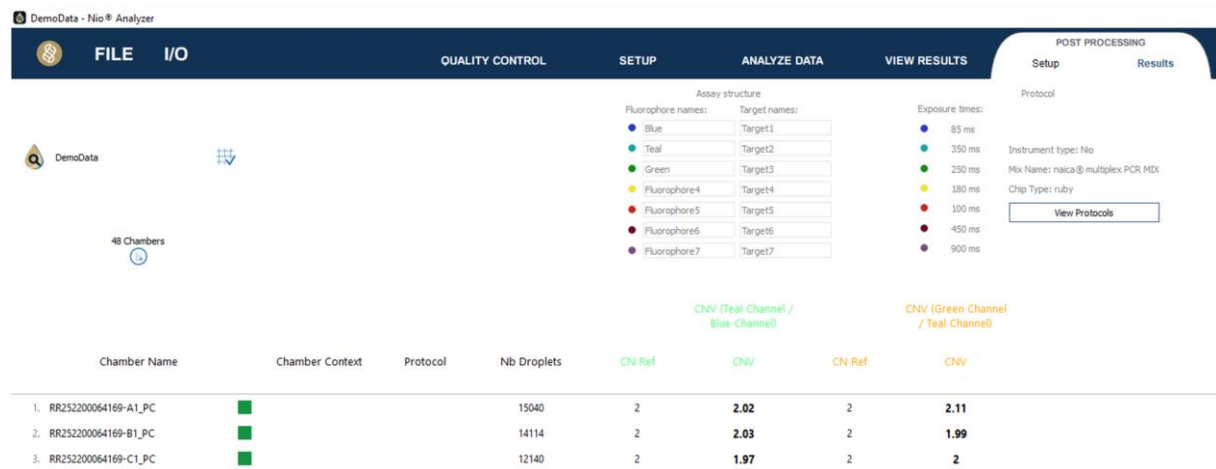 DemoData - Nio® Analyzer
FILE I/O QUALITY CONTROL SETUP ANALYZE DATA VIEW RESULTS
POST PROCESSING
Setup Results
Assay structure
Fluorophore names: Target names: Exposure times:
Blue Target1 85 ms
Teal Target2 350 ms
Green Target3 250 ms
Fluorophore4 Target4 180 ms
Fluorophore5 Target5 100 ms
Fluorophore6 Target6 450 ms
Fluorophore7 Target7 900 ms
Protocol
Instrument type: Nio
Mix Name: naica® multiplex PCR MIX
Chip Type: ruby
View Protocols
DemoData
48 Chambers
CNV (Teal Channel /
Blue Channel)
CNV (Green Channel
/ Teal Channel)
Chamber Name Chamber Context Protocol Nb Droplets CN Ref CNV CN Ref CNV
1. RR252200064169-A1_PC 15040 2 2.02 2 2.11
2. RR252200064169-B1_PC 14114 2 2.03 2 1.99
3. RR252200064169-C1_PC 12140 2 1.97 2 2